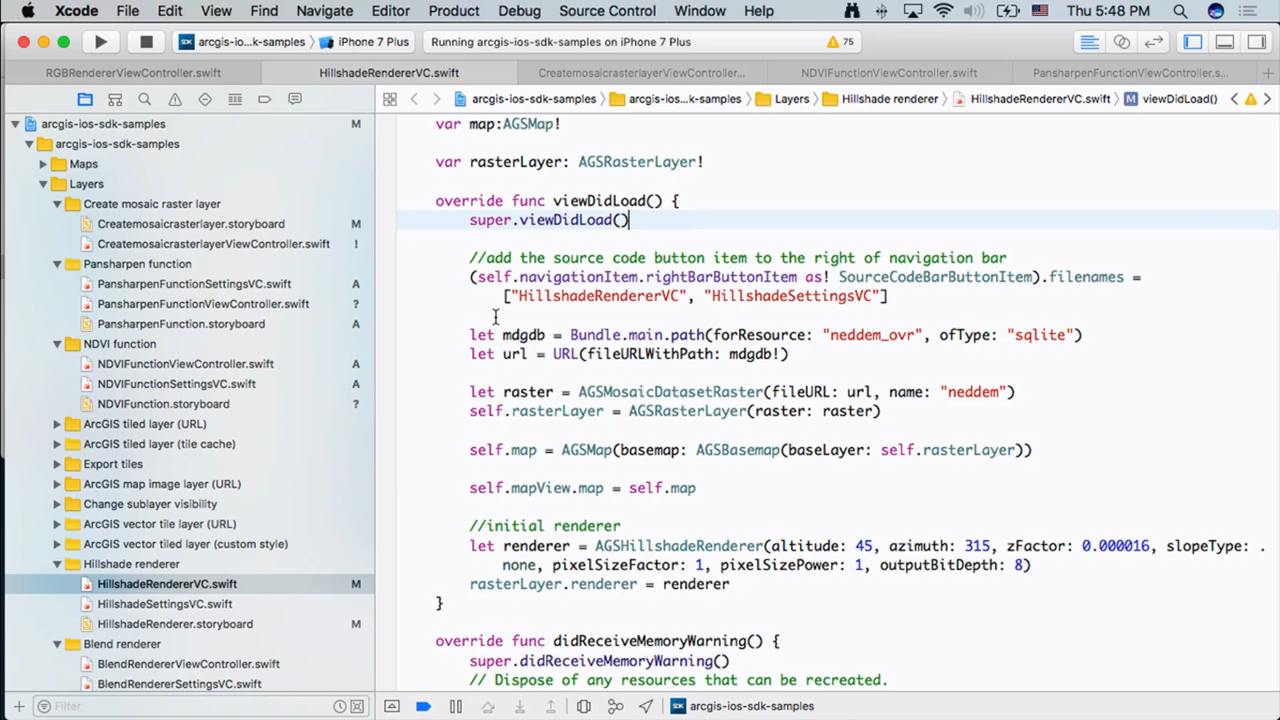 Xcode File Edit View Find Navigate Editor Product Debug Source Control Window Help Thu 5:48 PM
arcgis-io...k-samples iPhone 7 Plus Running arcgis-ios-sdk-samples on iPhone 7 Plus 75
RGBRendererViewController.swift HillshadeRendererVC.swift CreatemosaicrasterlayerViewController... NDVIFunctionViewController.swift PansharpenFunctionViewController.s...
arcgis-ios-sdk-samples arcgis-ios...k-samples Layers Hillshade renderer HillshadeRendererVC.swift M viewDidLoad()
arcgis-ios-sdk-samples M
arcgis-ios-sdk-samples
Maps
Layers
Create mosaic raster layer
Createmosaicrasterlayer.storyboard M
CreatemosaicrasterlayerViewController.swift !
Pansharpen function
PansharpenFunctionSettingsVC.swift A
PansharpenFunctionViewController.swift ?
PansharpenFunction.storyboard A
NDVI function
NDVIFunctionViewController.swift A
NDVIFunctionSettingsVC.swift A
NDVIFunction.storyboard ?
ArcGIS tiled layer (URL)
ArcGIS tiled layer (tile cache)
Export tiles
ArcGIS map image layer (URL)
Change sublayer visibility
ArcGIS vector tile layer (URL)
ArcGIS vector tiled layer (custom style)
Hillshade renderer
HillshadeRendererVC.swift M
HillshadeSettingsVC.swift
HillshadeRenderer.storyboard M
Blend renderer
BlendRendererViewController.swift
BlendRendererSettingsVC.swift
Filter
var map:AGSMap!
var rasterLayer: AGSRasterLayer!
override func viewDidLoad() {
super.viewDidLoad()
//add the source code button item to the right of navigation bar
(self.navigationItem.rightBarButtonItem as! SourceCodeBarButtonItem).filenames =
["HillshadeRendererVC", "HillshadeSettingsVC"]
let mdgdb = Bundle.main.path(forResource: "neddem_ovr", ofType: "sqlite")
let url = URL(fileURLWithPath: mdgdb!)
let raster = AGSMosaicDatasetRaster(fileURL: url, name: "neddem")
self.rasterLayer = AGSRasterLayer(raster: raster)
self.map = AGSMap(basemap: AGSBasemap(baseLayer: self.rasterLayer))
self.mapView.map = self.map
//initial renderer
let renderer = AGSHillshadeRenderer(altitude: 45, azimuth: 315, zFactor: 0.000016, slopeType: .
none, pixelSizeFactor: 1, pixelSizePower: 1, outputBitDepth: 8)
rasterLayer.renderer = renderer
}
override func didReceiveMemoryWarning() {
super.didReceiveMemoryWarning()
// Dispose of any resources that can be recreated.
SDK arcgis-ios-sdk-samples